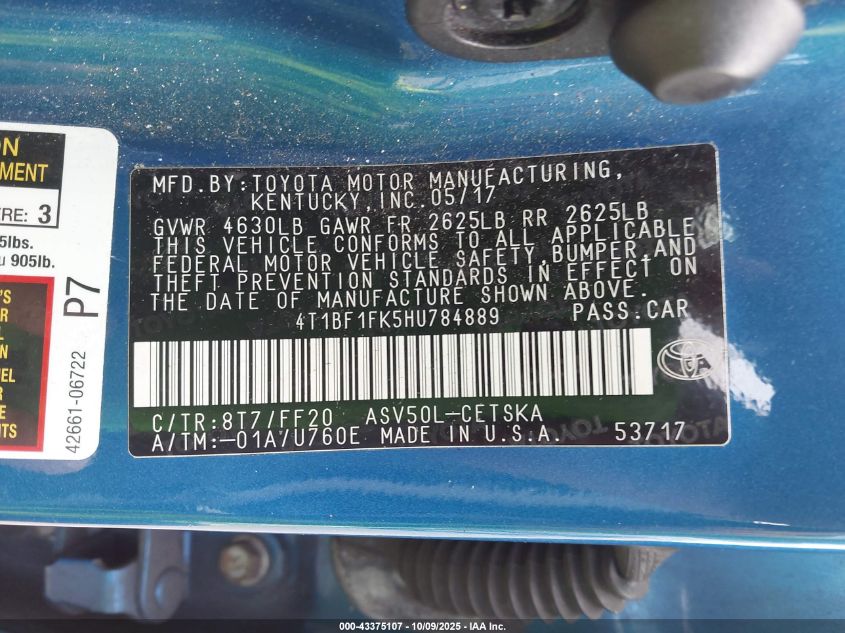 ON
EMENT
TRE: 3
5lbs.
905lb.
P7
42661-06722
MFD.BY:TOYOTA MOTOR MANUFACTURING,
KENTUCKY,INC.05/17
GVWR 4630LB GAWR FR 2625LB RR 2625LB
THIS VEHICLE CONFORMS TO ALL APPLICABLE
FEDERAL MOTOR VEHICLE SAFETY,BUMPER,AND
THEFT PREVENTION STANDARDS IN EFFECT ON
THE DATE OF MANUFACTURE SHOWN ABOVE.
4T1BF1FK5HU784889 PASS.CAR
C/TR:8T7/FF20 ASV50L-CETSKA
A/TM:-01A/U760E MADE IN U.S.A. 53717
000-43375107 - 10/09/2025 - IAA Inc.